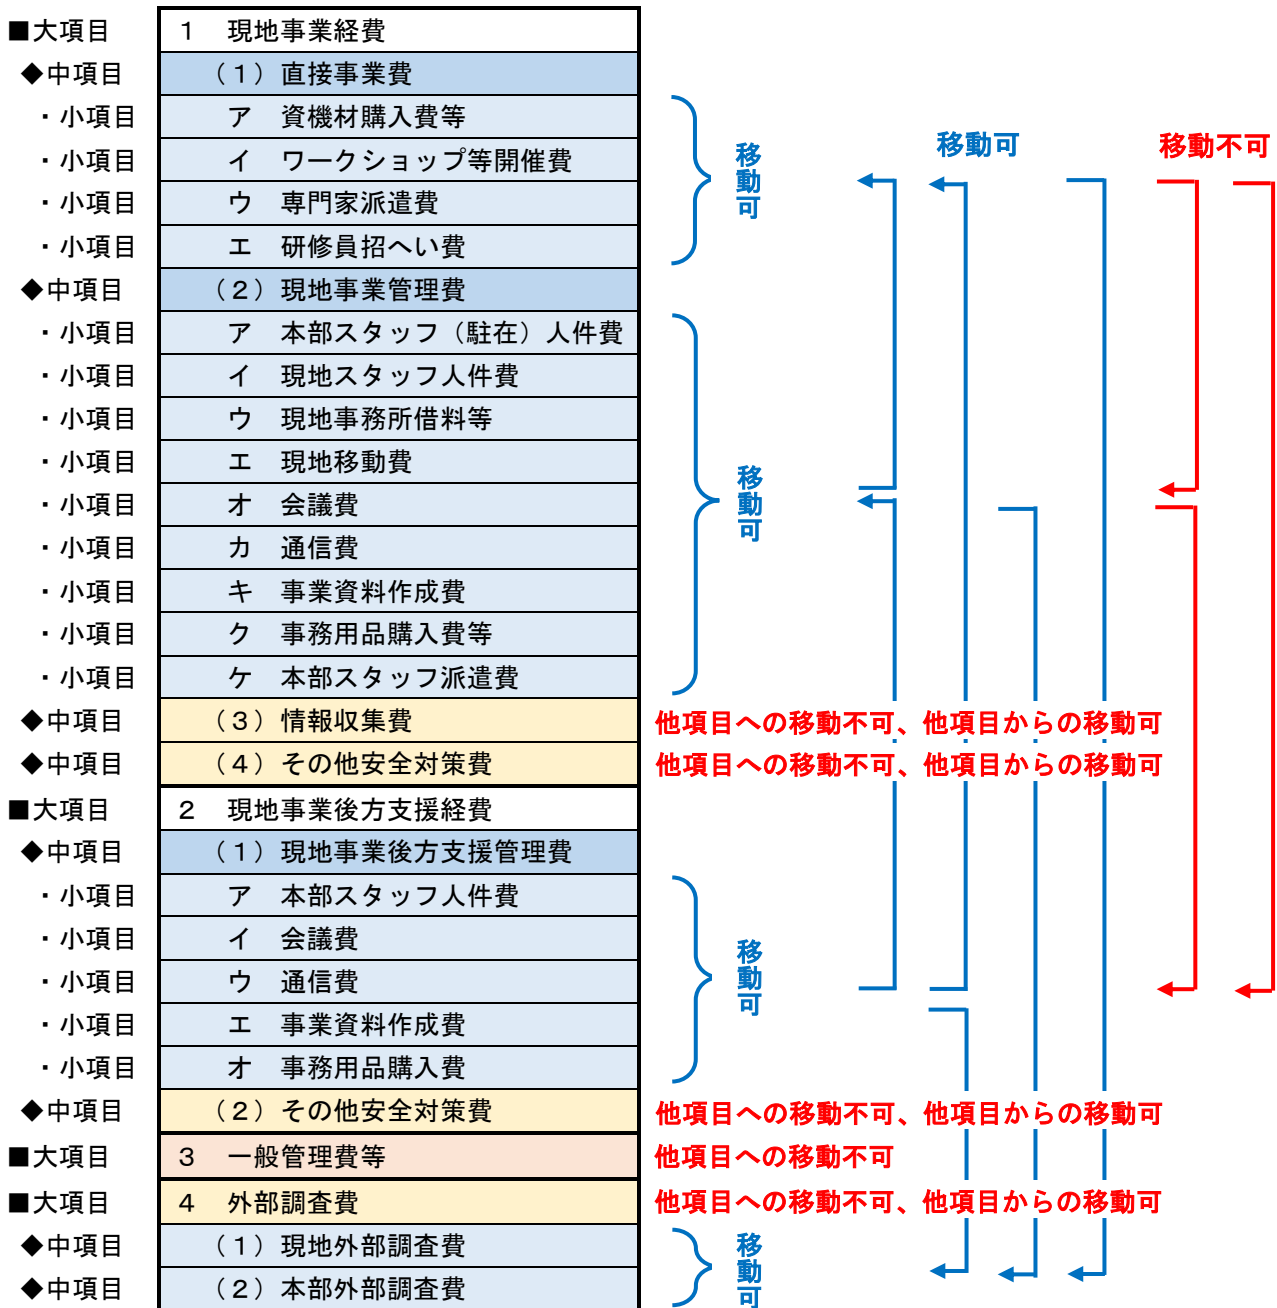 ■大項目 １ 現地事業経費
◆中項目 （１）直接事業費
・小項目 ア 資機材購入費等
移動可 移動不可
・小項目 イ ワークショップ等開催費
移動可
・小項目 ウ 専門家派遣費
・小項目 エ 研修員招へい費
◆中項目 （２）現地事業管理費
・小項目 ア 本部スタッフ（駐在）人件費
・小項目 イ 現地スタッフ人件費
・小項目 ウ 現地事務所借料等
・小項目 エ 現地移動費
移動可
・小項目 オ 会議費
・小項目 カ 通信費
・小項目 キ 事業資料作成費
・小項目 ク 事務用品購入費等
・小項目 ケ 本部スタッフ派遣費
◆中項目 （３）情報収集費 他項目への移動不可、他項目からの移動可
◆中項目 （４）その他安全対策費 他項目への移動不可、他項目からの移動可
■大項目 ２ 現地事業後方支援経費
◆中項目 （１）現地事業後方支援管理費
・小項目 ア 本部スタッフ人件費
・小項目 イ 会議費
移動可
・小項目 ウ 通信費
・小項目 エ 事業資料作成費
・小項目 オ 事務用品購入費
◆中項目 （２）その他安全対策費 他項目への移動不可、他項目からの移動可
■大項目 ３ 一般管理費等 他項目への移動不可
■大項目 ４ 外部調査費 他項目への移動不可、他項目からの移動可
◆中項目 （１）現地外部調査費
移動可
◆中項目 （２）本部外部調査費